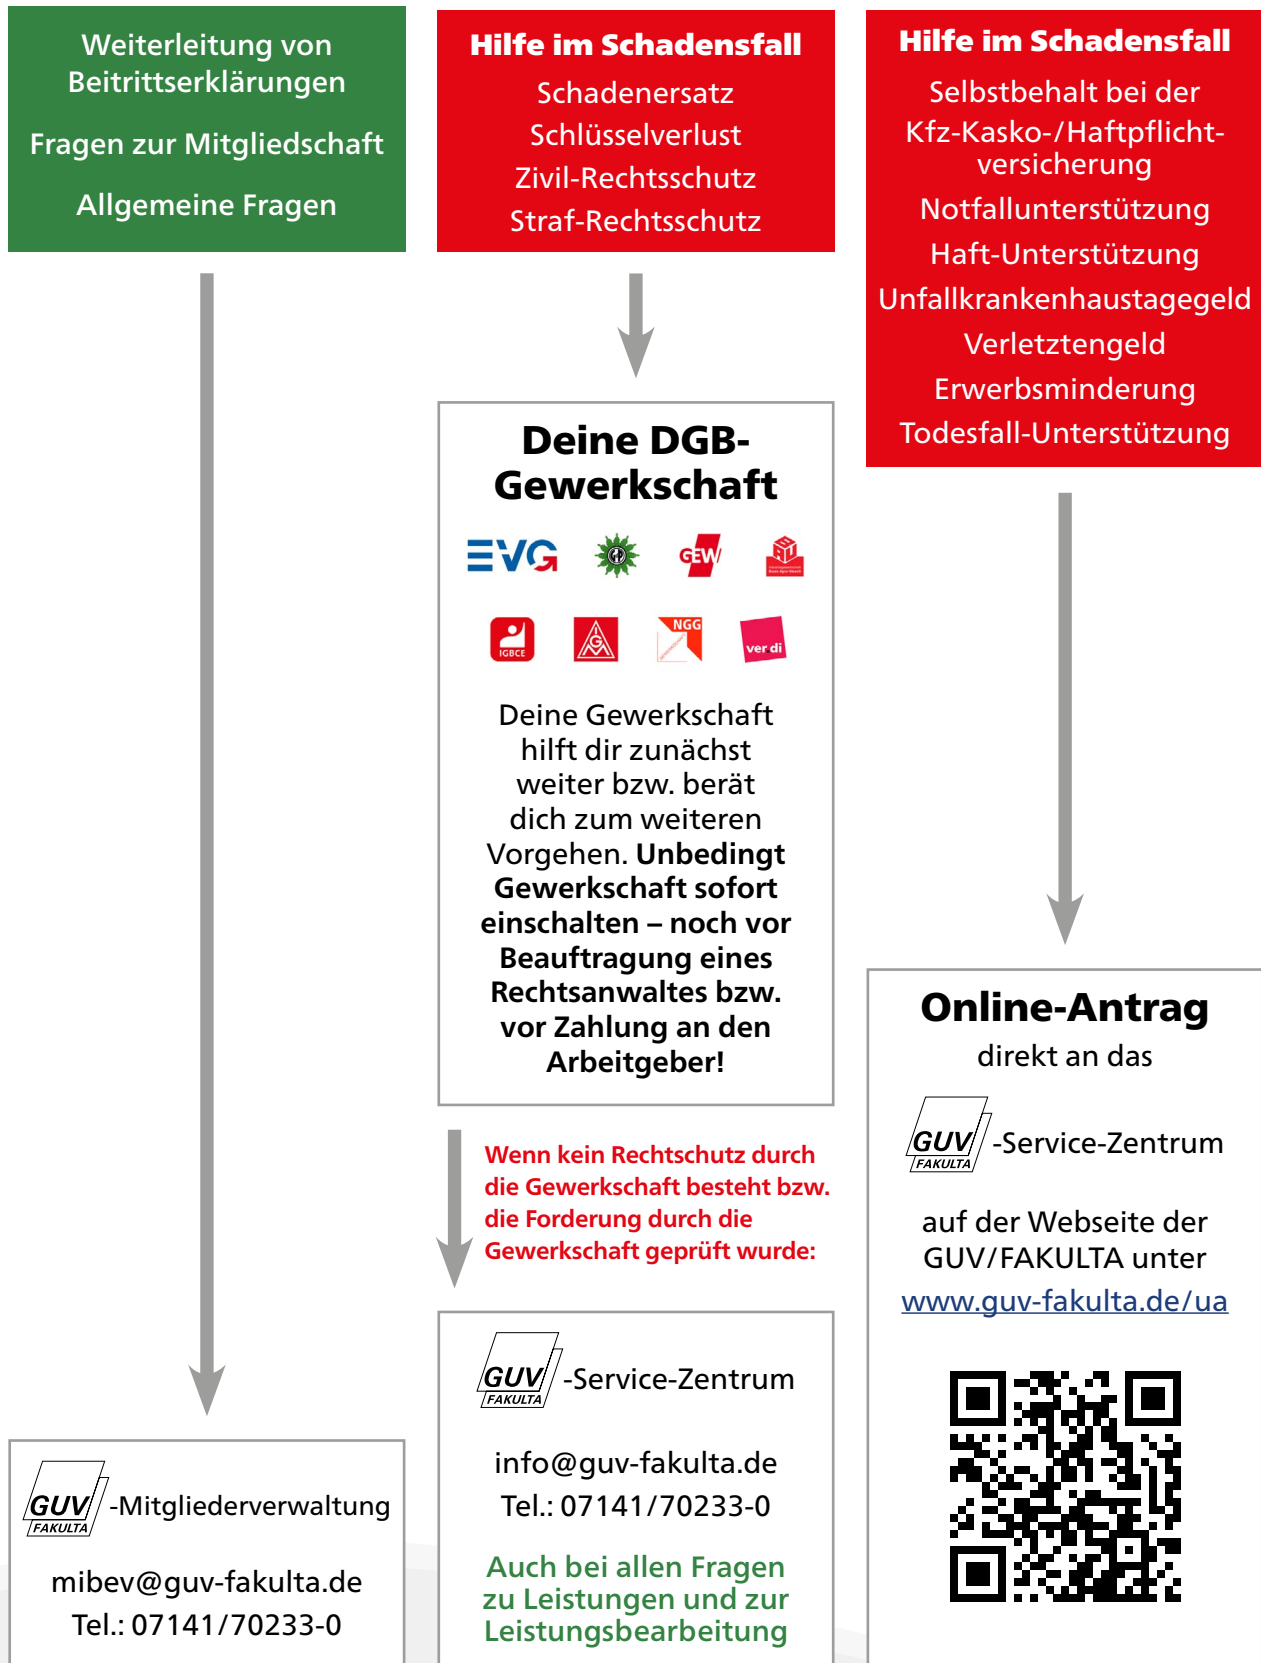 Weiterleitung von
Beitrittserklärungen
Fragen zur Mitgliedschaft
Allgemeine Fragen
Hilfe im Schadensfall
Schadenersatz
Schlüsselverlust
Zivil-Rechtsschutz
Straf-Rechtsschutz
Hilfe im Schadensfall
Selbstbehalt bei der
Kfz-Kasko-/Haftpflicht-
versicherung
Notfallunterstützung
Haft-Unterstützung
Unfallkrankenhaustagegeld
Verletztengeld
Erwerbsminderung
Todesfall-Unterstützung
Deine DGB-
Gewerkschaft
EVG
GEW
IGBCE
IGM
NGG
ver.di
Deine Gewerkschaft
hilft dir zunächst
weiter bzw. berät
dich zum weiteren
Vorgehen. Unbedingt
Gewerkschaft sofort
einschalten – noch vor
Beauftragung eines
Rechtsanwaltes bzw.
vor Zahlung an den
Arbeitgeber!
Wenn kein Rechtschutz durch
die Gewerkschaft besteht bzw.
die Forderung durch die
Gewerkschaft geprüft wurde:
GUV
FAKULTA
-Service-Zentrum
info@guv-fakulta.de
Tel.: 07141/70233-0
Auch bei allen Fragen
zu Leistungen und zur
Leistungsbearbeitung
Online-Antrag
direkt an das
GUV
FAKULTA
-Service-Zentrum
auf der Webseite der
GUV/FAKULTA unter
www.guv-fakulta.de/ua
GUV
FAKULTA
-Mitgliederverwaltung
mibev@guv-fakulta.de
Tel.: 07141/70233-0